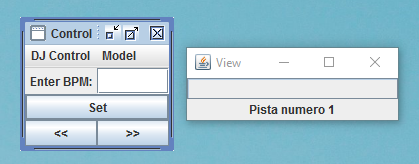 Control
DJ Control Model
Enter BPM:
Set
<< >>
View
Pista numero 1